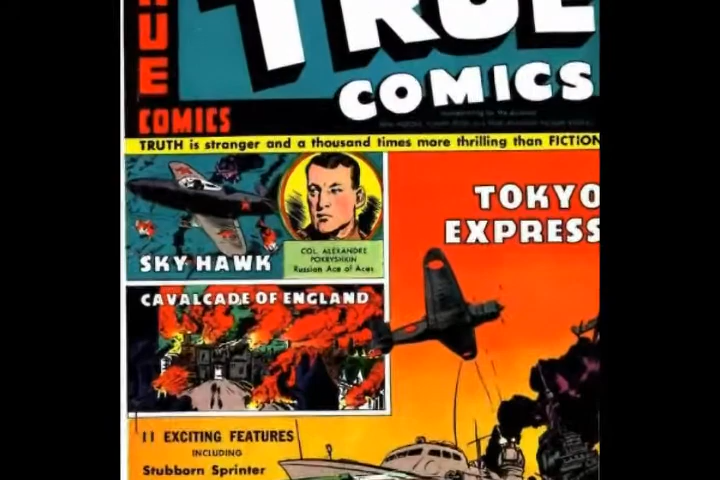 TRUE
TRUE
COMICS
COMICS
TRUTH is stranger and a thousand times more thrilling than FICTION
SKY HAWK
COL. ALEXANDRE
POKRYSHKIN
Russian Ace of Aces
TOKYO
EXPRESS
CAVALCADE OF ENGLAND
11 EXCITING FEATURES
INCLUDING
Stubborn Sprinter